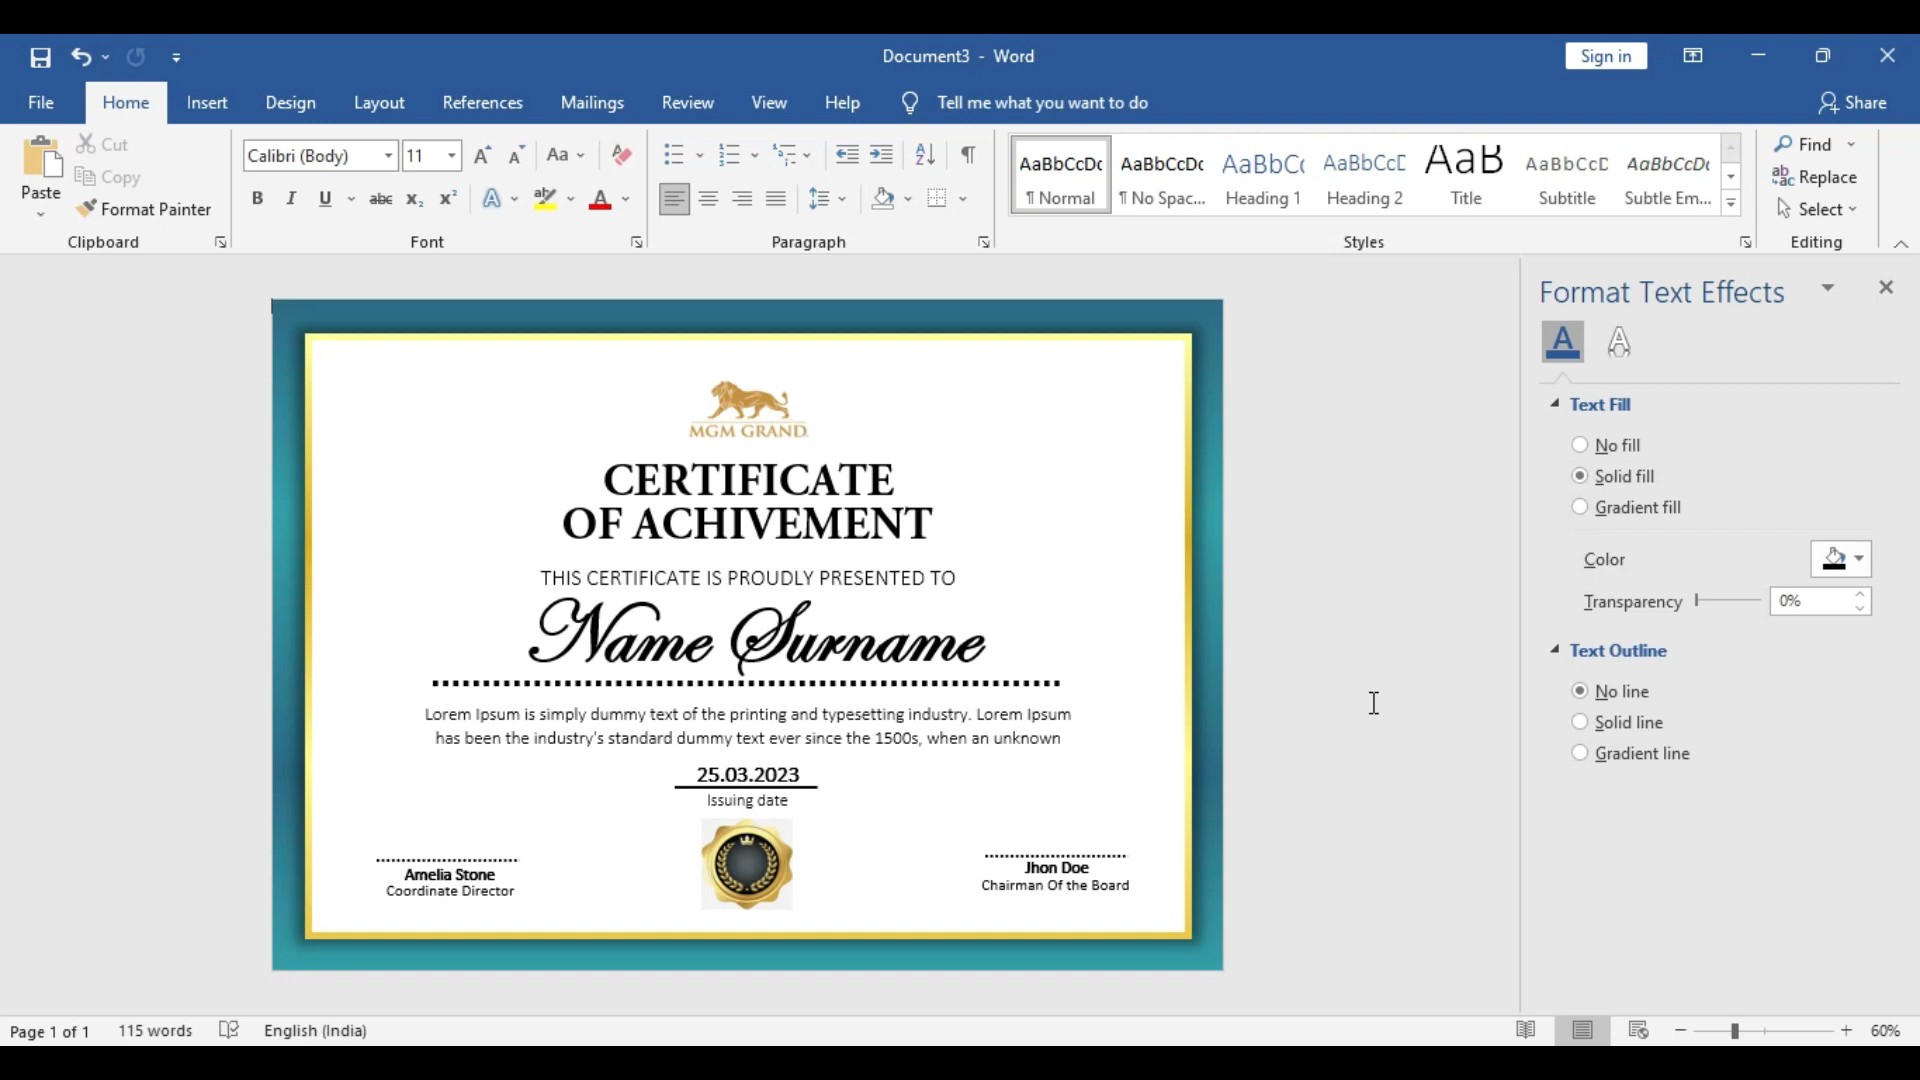 Document3 - Word
Sign in
File Home Insert Design Layout References Mailings Review View Help Tell me what you want to do Share
Paste
Cut
Copy
Format Painter
Clipboard
Calibri (Body) 11 Aa
B I U abc X₂ X² A ab A
Font
Paragraph
AaBbCcDc AaBbCcDc AaBbC( AaBbCcE AaB AaBbCcD AaBbCcDc
¶ Normal ¶ No Spac... Heading 1 Heading 2 Title Subtitle Subtle Em...
Styles
Find
Replace
Select
Editing
MGM GRAND
CERTIFICATE
OF ACHIVEMENT
THIS CERTIFICATE IS PROUDLY PRESENTED TO
Name Surname
Lorem Ipsum is simply dummy text of the printing and typesetting industry. Lorem Ipsum
has been the industry's standard dummy text ever since the 1500s, when an unknown
25.03.2023
Issuing date
Amelia Stone
Coordinate Director
Jhon Doe
Chairman Of the Board
Format Text Effects
Text Fill
No fill
Solid fill
Gradient fill
Color
Transparency 0%
Text Outline
No line
Solid line
Gradient line
Page 1 of 1 115 words English (India) 60%